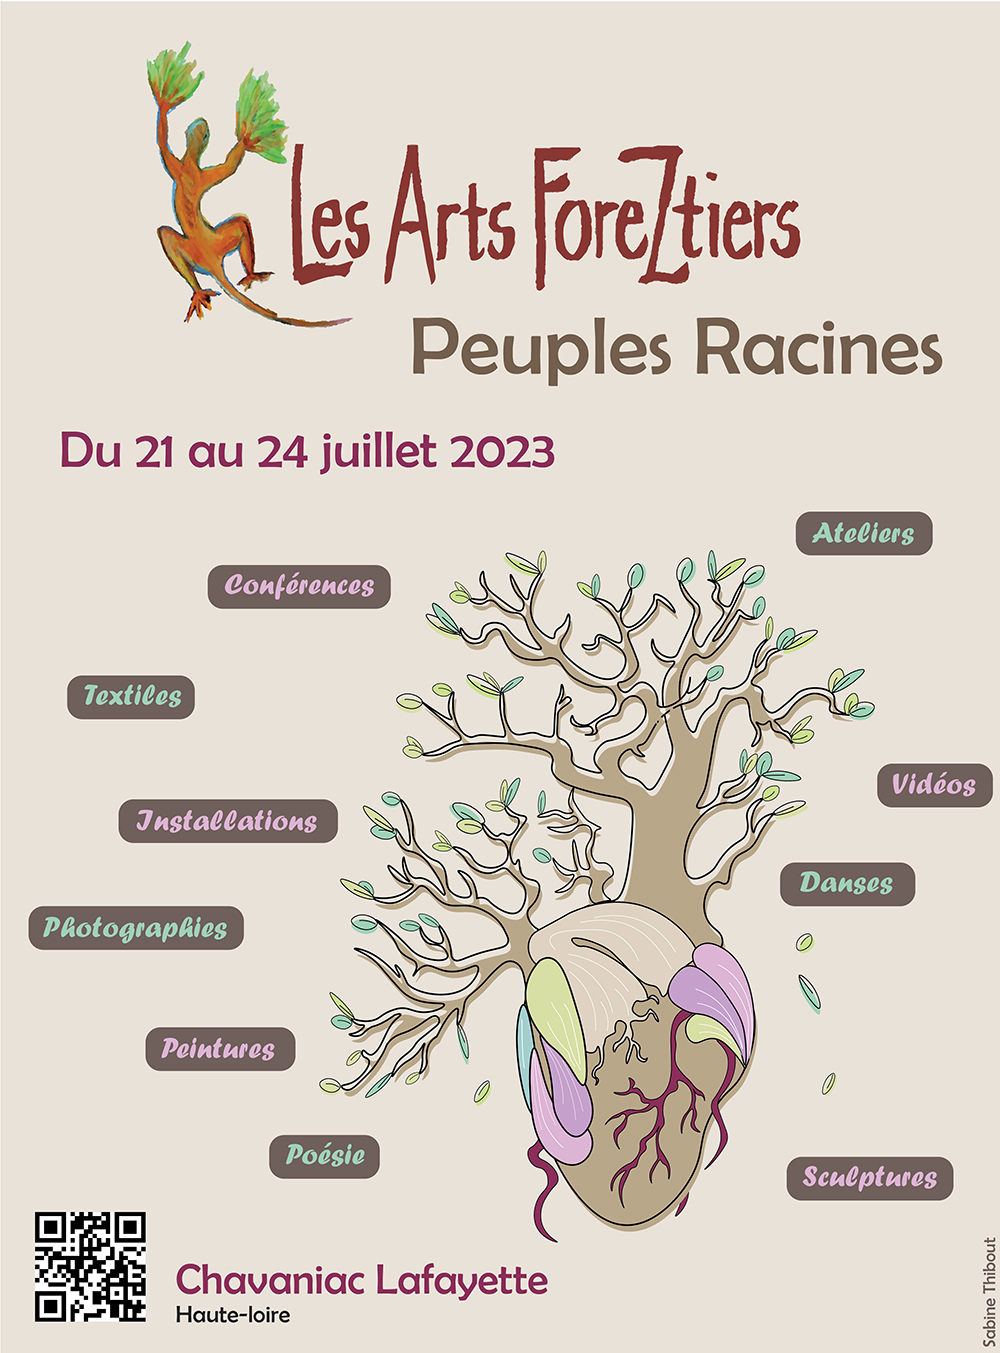 Les Arts ForeZtiers
Peuples Racines
Du 21 au 24 juillet 2023
Ateliers
Conférences
Textiles
Vidéos
Installations
Danses
Photographies
Peintures
Poésie
Sculptures
Chavaniac Lafayette
Haute-loire
Sabine Thibout